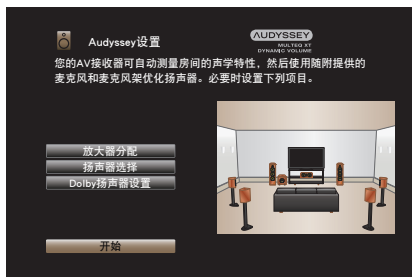 Audyssey设置
AUDYSSEY
MULTEQ XT
DYNAMIC VOLUME
您的AV接收器可自动测量房间的声学特性，然后使用随附提供的
麦克风和麦克风架优化扬声器。必要时设置下列项目。
放大器分配
扬声器选择
Dolby扬声器设置
开始